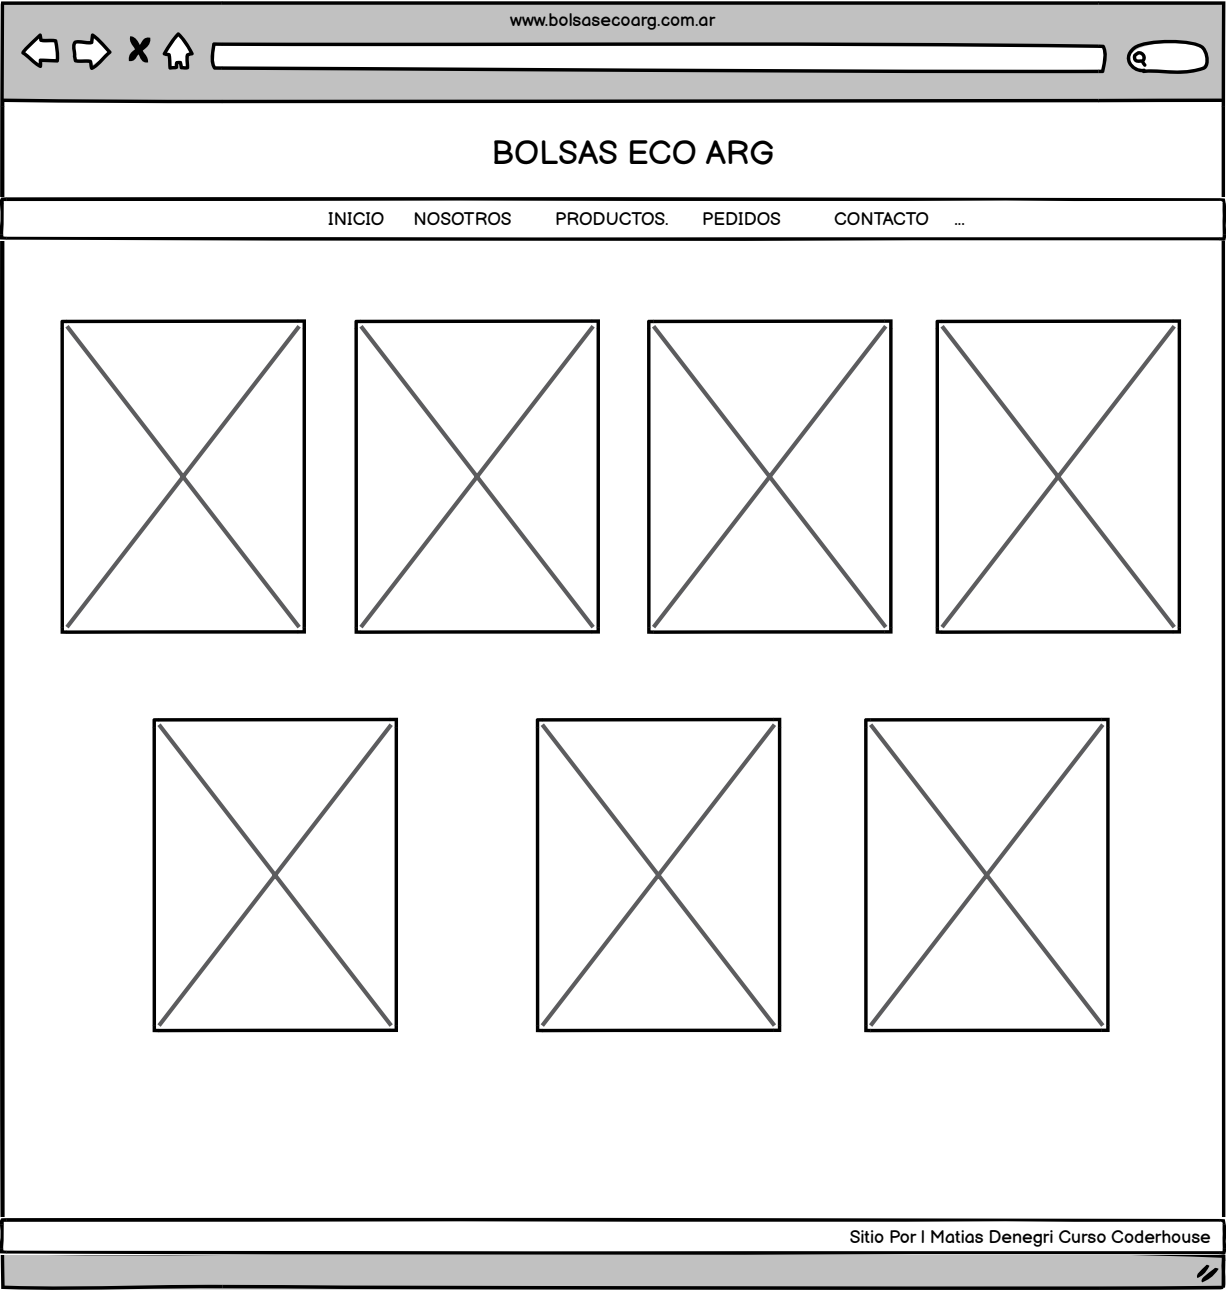 www.bolsasecoarg.com.ar
BOLSAS ECO ARG
INICIO NOSOTROS PRODUCTOS. PEDIDOS CONTACTO ...
Sitio Por | Matias Denegri Curso Coderhouse